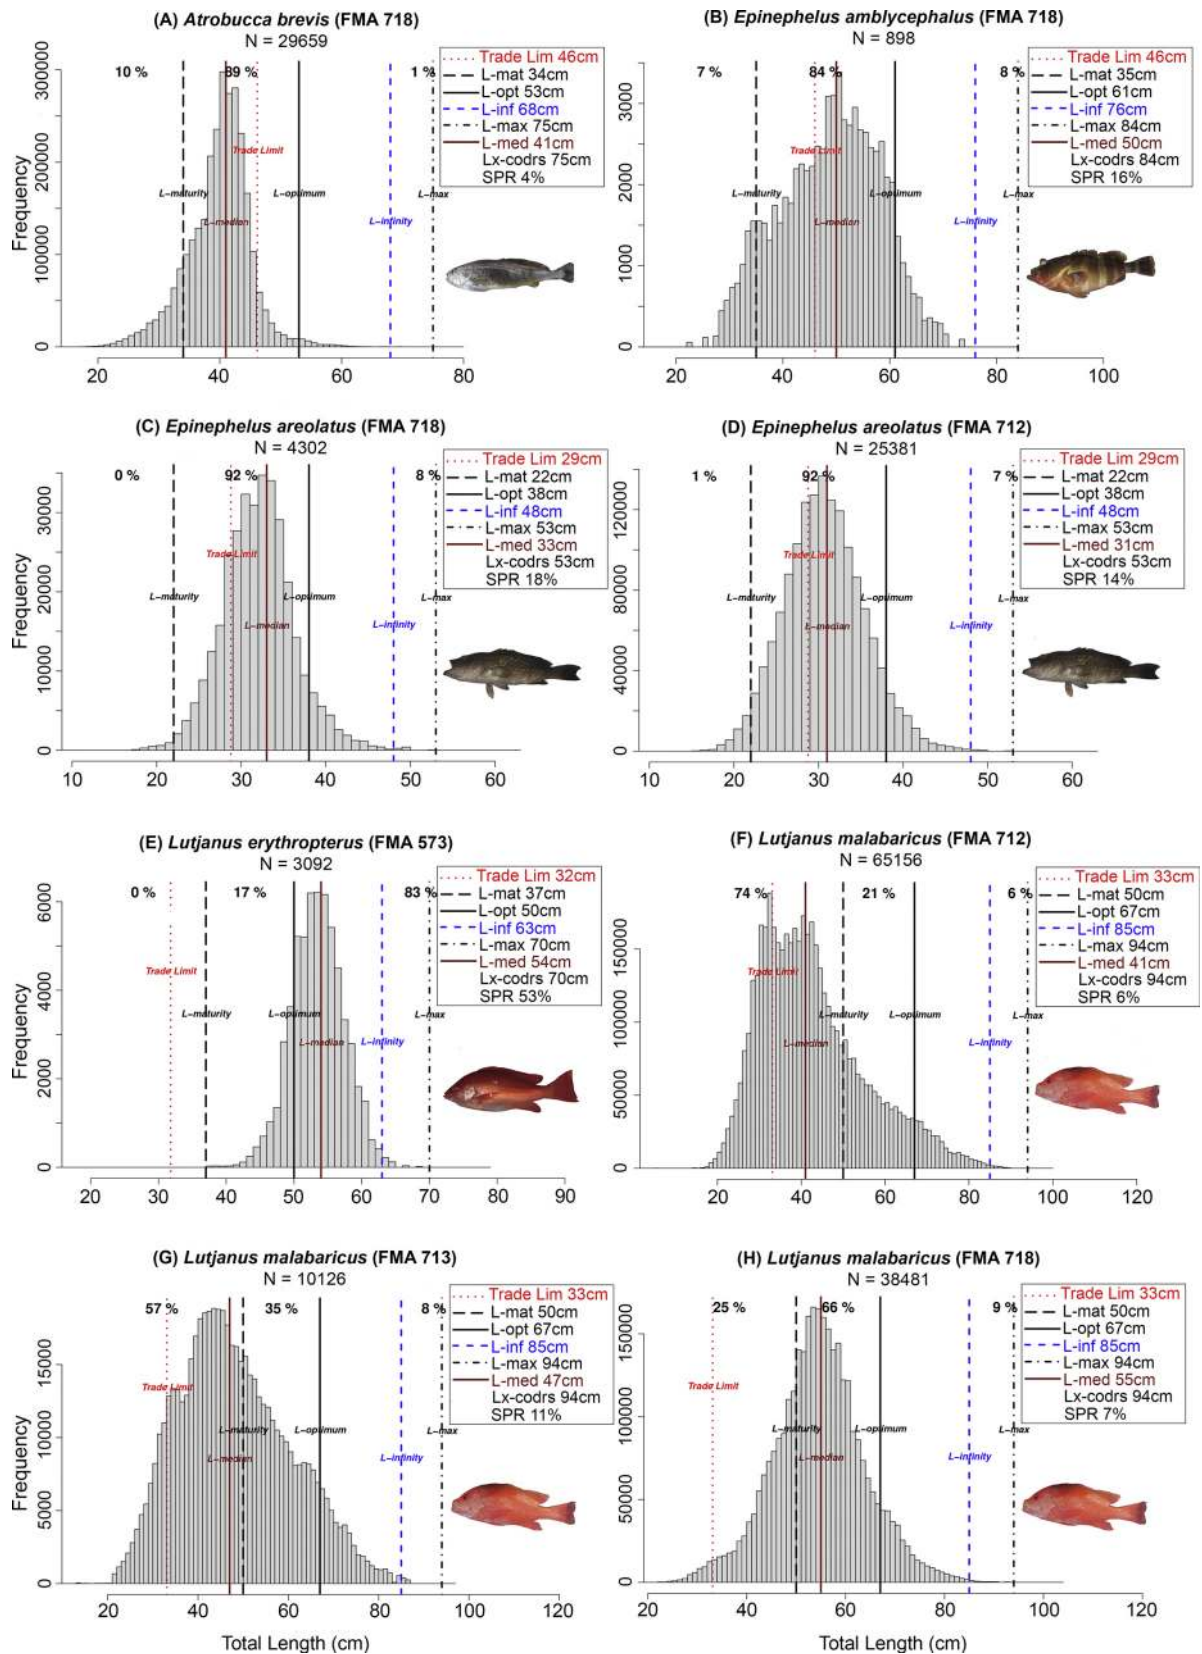 (A) Atrobucca brevis (FMA 718)
N = 29659
10 %
89 %
1 %
Trade Lim 46cm
L-mat 34cm
L-opt 53cm
L-inf 68cm
L-max 75cm
L-med 41cm
Lx-codrs 75cm
SPR 4%
Trade Limit
L-maturity
L-optimum
L-max
L-median
L-infinity
Frequency
0
100000
200000
300000
20
40
60
80
(B) Epinephelus amblycephalus (FMA 718)
N = 898
7 %
84 %
8 %
Trade Lim 46cm
L-mat 35cm
L-opt 61cm
L-inf 76cm
L-max 84cm
L-med 50cm
Lx-codrs 84cm
SPR 16%
Trade Limit
L-maturity
L-optimum
L-max
L-median
L-infinity
0
1000
2000
3000
20
40
60
80
100
(C) Epinephelus areolatus (FMA 718)
N = 4302
0 %
92 %
8 %
Trade Lim 29cm
L-mat 22cm
L-opt 38cm
L-inf 48cm
L-max 53cm
L-med 33cm
Lx-codrs 53cm
SPR 18%
Trade Limit
L-maturity
L-optimum
L-max
L-median
L-infinity
Frequency
0
10000
20000
30000
10
20
30
40
50
60
(D) Epinephelus areolatus (FMA 712)
N = 25381
1 %
92 %
7 %
Trade Lim 29cm
L-mat 22cm
L-opt 38cm
L-inf 48cm
L-max 53cm
L-med 31cm
Lx-codrs 53cm
SPR 14%
Trade Limit
L-maturity
L-optimum
L-max
L-median
L-infinity
0
40000
80000
120000
10
20
30
40
50
60
(E) Lutjanus erythropterus (FMA 573)
N = 3092
0 %
17 %
83 %
Trade Lim 32cm
L-mat 37cm
L-opt 50cm
L-inf 63cm
L-max 70cm
L-med 54cm
Lx-codrs 70cm
SPR 53%
Trade Limit
L-maturity
L-optimum
L-max
L-median
L-infinity
Frequency
0
2000
4000
6000
20
30
40
50
60
70
80
90
(F) Lutjanus malabaricus (FMA 712)
N = 65156
74 %
21 %
6 %
Trade Lim 33cm
L-mat 50cm
L-opt 67cm
L-inf 85cm
L-max 94cm
L-med 41cm
Lx-codrs 94cm
SPR 6%
Trade Limit
L-maturity
L-optimum
L-max
L-median
L-infinity
0
50000
100000
150000
20
40
60
80
100
120
(G) Lutjanus malabaricus (FMA 713)
N = 10126
57 %
35 %
8 %
Trade Lim 33cm
L-mat 50cm
L-opt 67cm
L-inf 85cm
L-max 94cm
L-med 47cm
Lx-codrs 94cm
SPR 11%
Trade Limit
L-maturity
L-optimum
L-max
L-median
L-infinity
Frequency
0
5000
10000
15000
20
40
60
80
100
120
Total Length (cm)
(H) Lutjanus malabaricus (FMA 718)
N = 38481
25 %
66 %
9 %
Trade Lim 33cm
L-mat 50cm
L-opt 67cm
L-inf 85cm
L-max 94cm
L-med 55cm
Lx-codrs 94cm
SPR 7%
Trade Limit
L-maturity
L-optimum
L-max
L-median
L-infinity
0
50000
100000
150000
20
40
60
80
100
120
Total Length (cm)